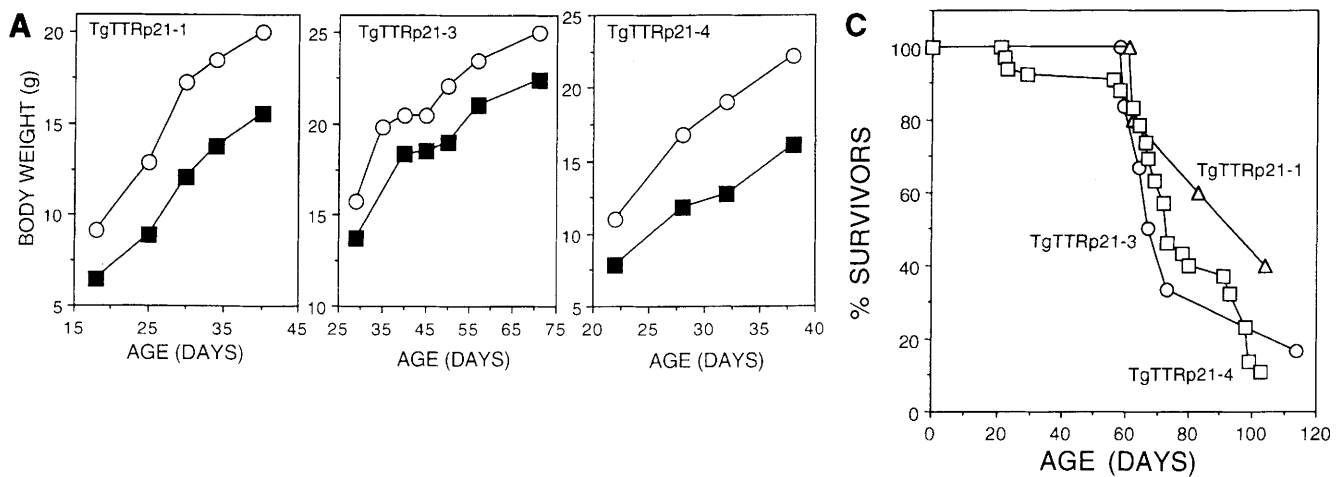 A
TgTTRp21-1
TgTTRp21-3
TgTTRp21-4
BODY WEIGHT (g)
20
15
10
5
15 25 35 45
AGE (DAYS)
25
20
15
10
25 35 45 55 65 75
AGE (DAYS)
25
20
15
10
5
20 25 30 35 40
AGE (DAYS)
C
% SURVIVORS
100
80
60
40
20
0
TgTTRp21-1
TgTTRp21-3
TgTTRp21-4
0 20 40 60 80 100 120
AGE (DAYS)